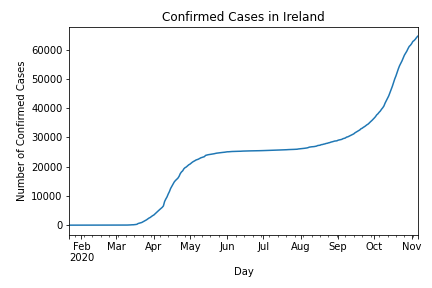 Confirmed Cases in Ireland
Number of Confirmed Cases
60000
50000
40000
30000
20000
10000
0
Feb Mar Apr May Jun Jul Aug Sep Oct Nov
2020
Day